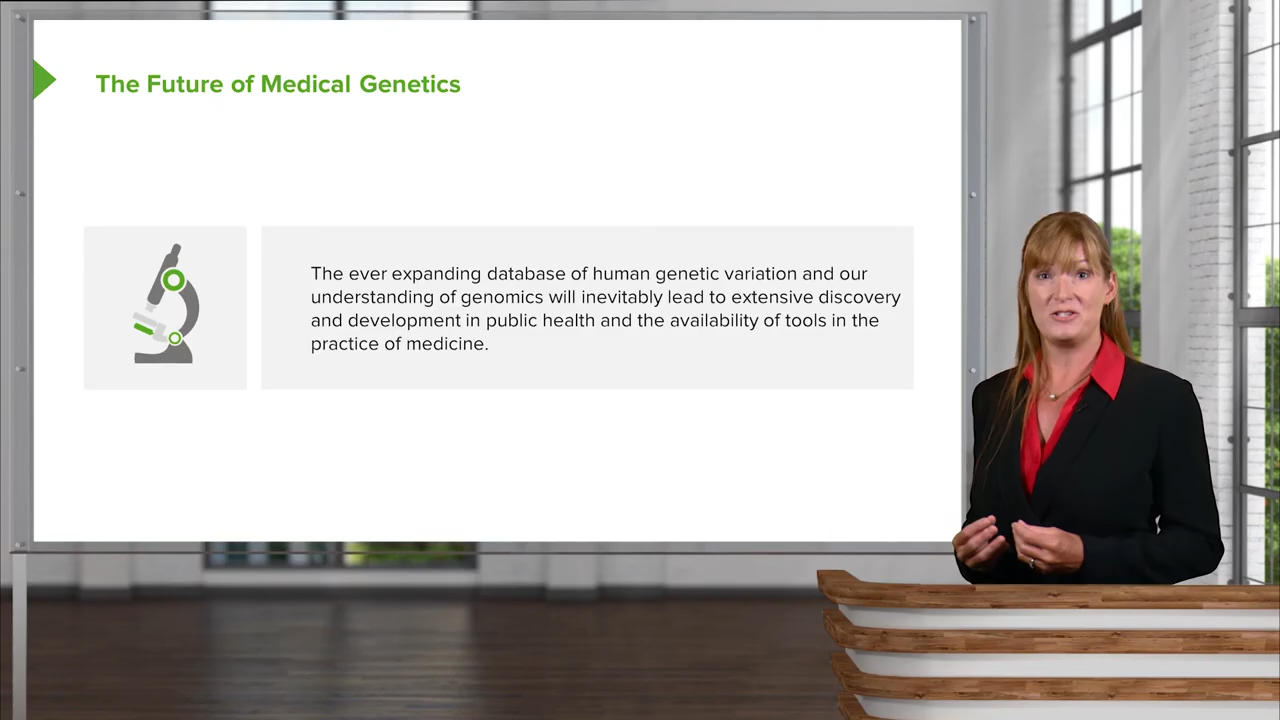 The Future of Medical Genetics
The ever expanding database of human genetic variation and our
understanding of genomics will inevitably lead to extensive discovery
and development in public health and the availability of tools in the
practice of medicine.